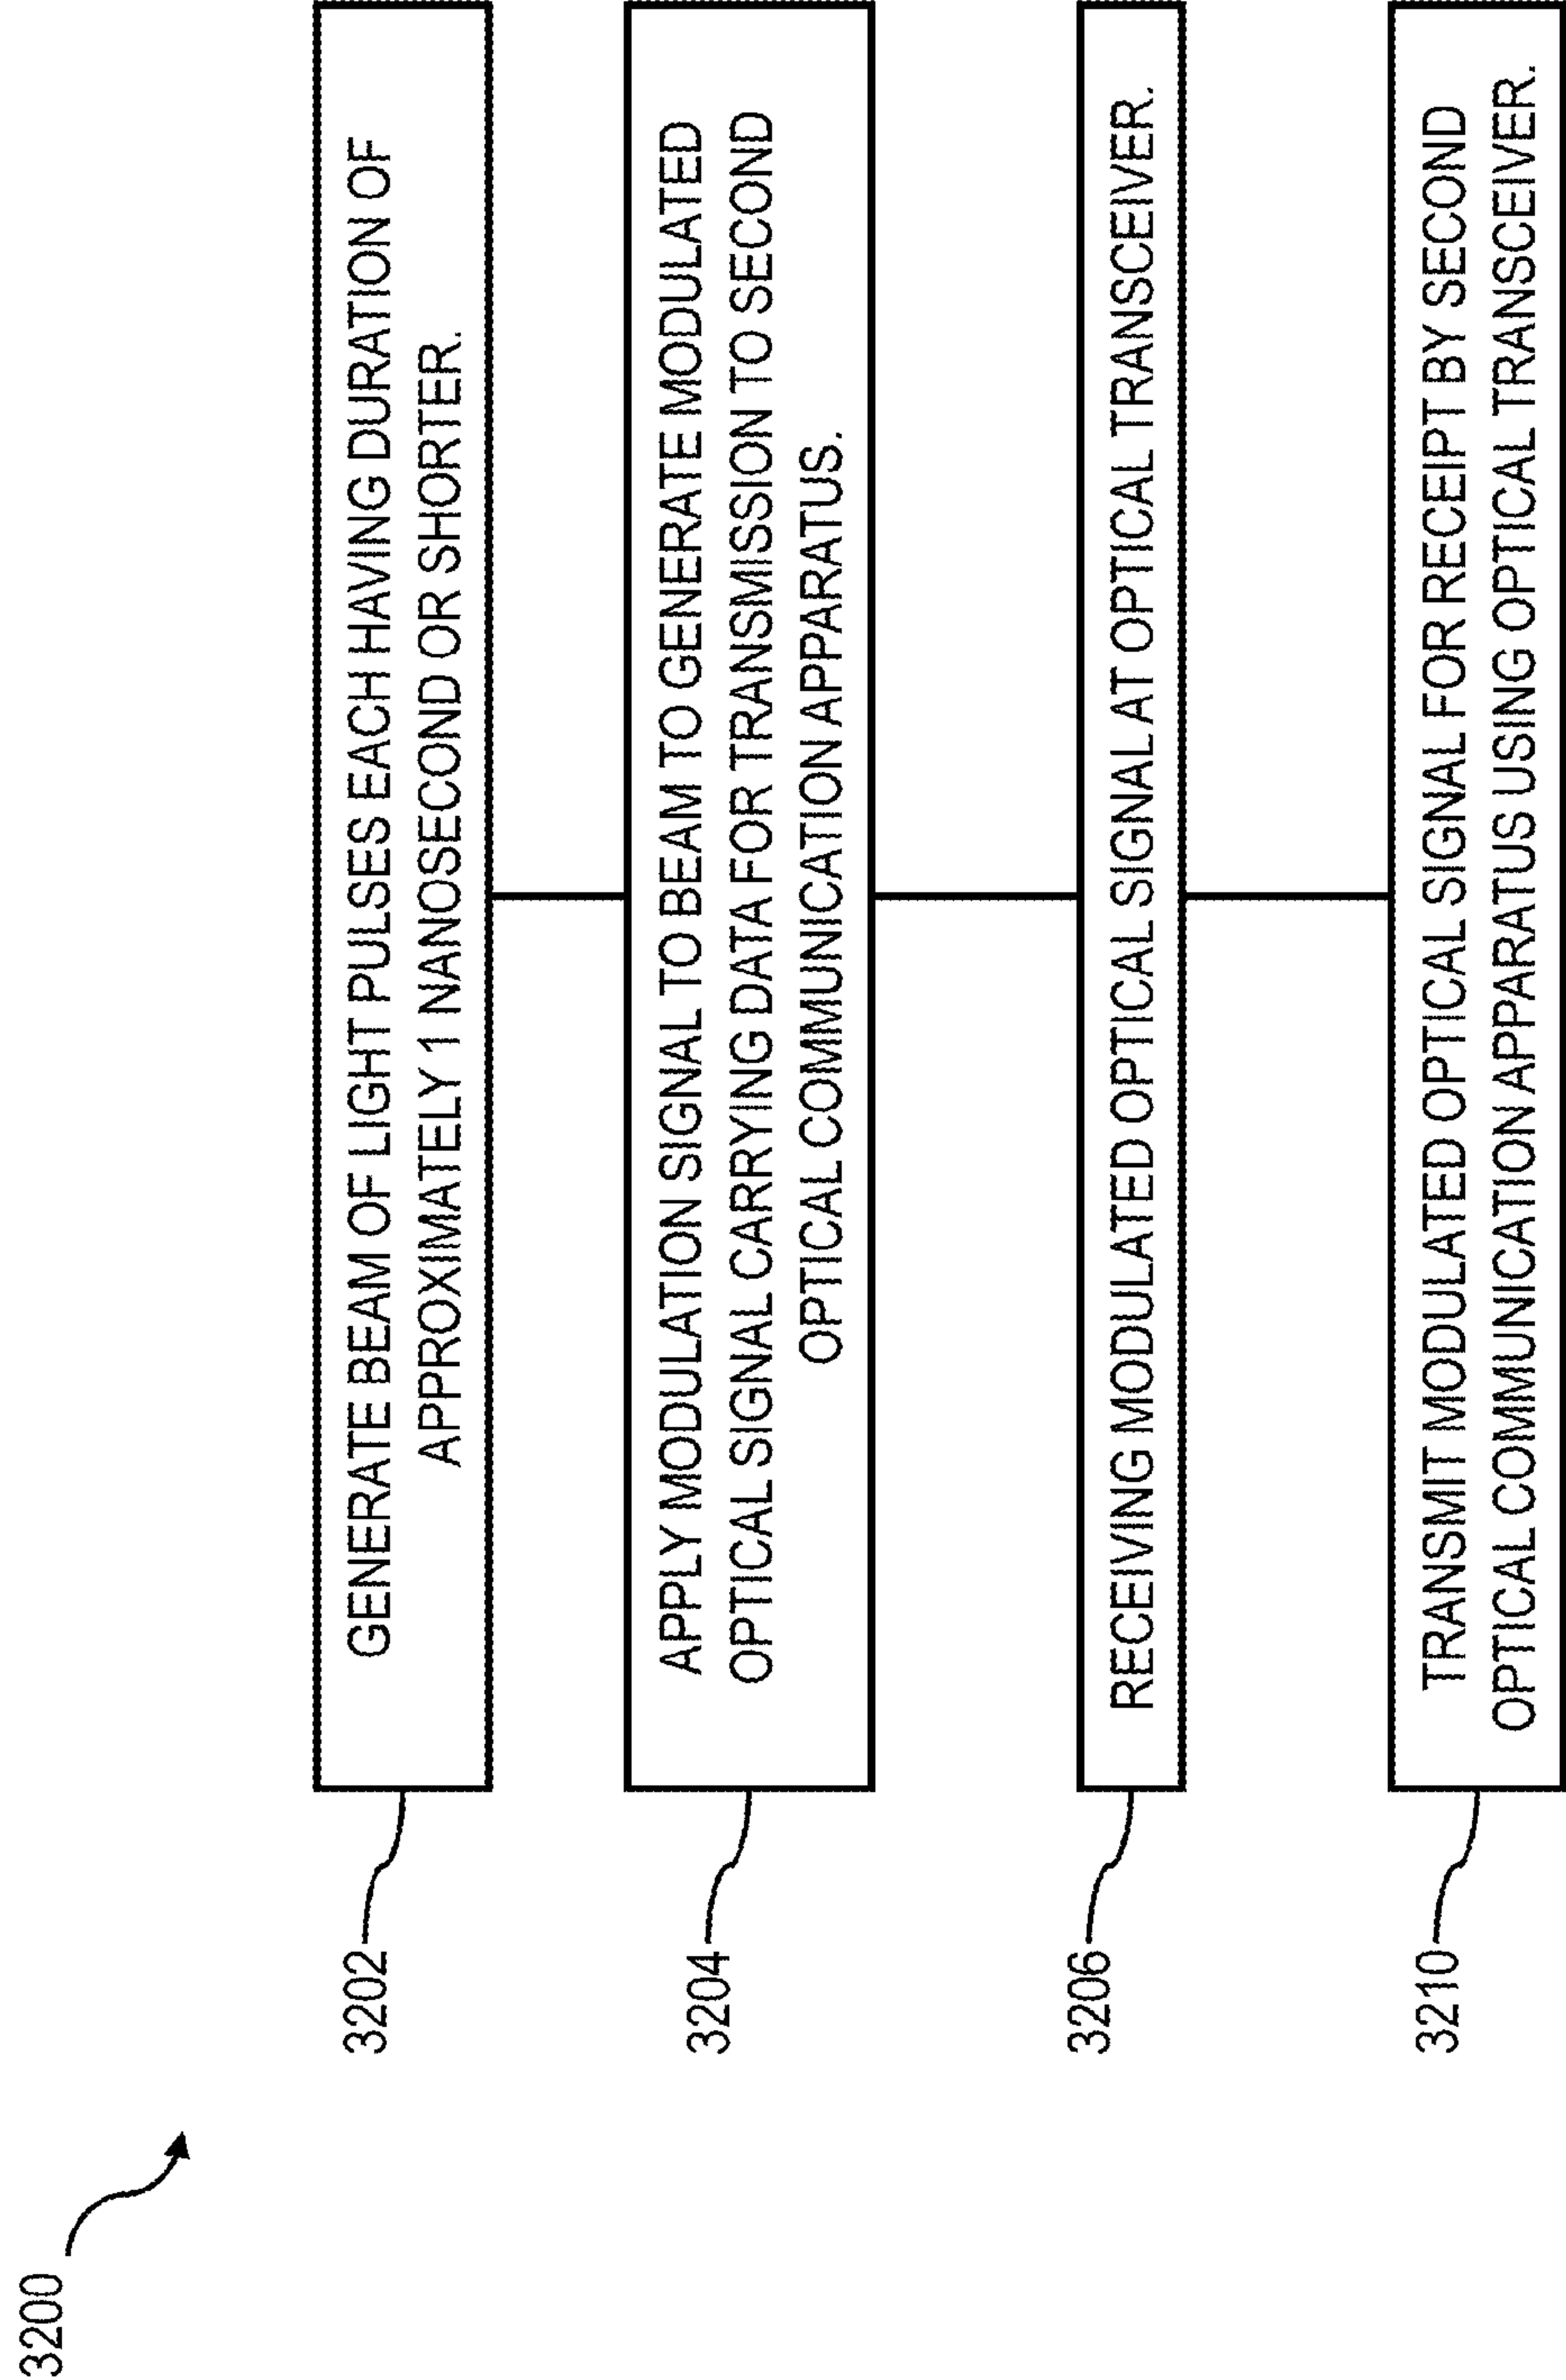 3200
3202
GENERATE BEAM OF LIGHT PULSES EACH HAVING DURATION OF
APPROXIMATELY 1 NANOSECOND OR SHORTER.
3204
APPLY MODULATION SIGNAL TO BEAM TO GENERATE MODULATED
OPTICAL SIGNAL CARRYING DATA FOR TRANSMISSION TO SECOND
OPTICAL COMMUNICATION APPARATUS.
3206
RECEIVING MODULATED OPTICAL SIGNAL AT OPTICAL TRANSCEIVER.
3210
TRANSMIT MODULATED OPTICAL SIGNAL FOR RECEIPT BY SECOND
OPTICAL COMMUNICATION APPARATUS USING OPTICAL TRANSCEIVER.